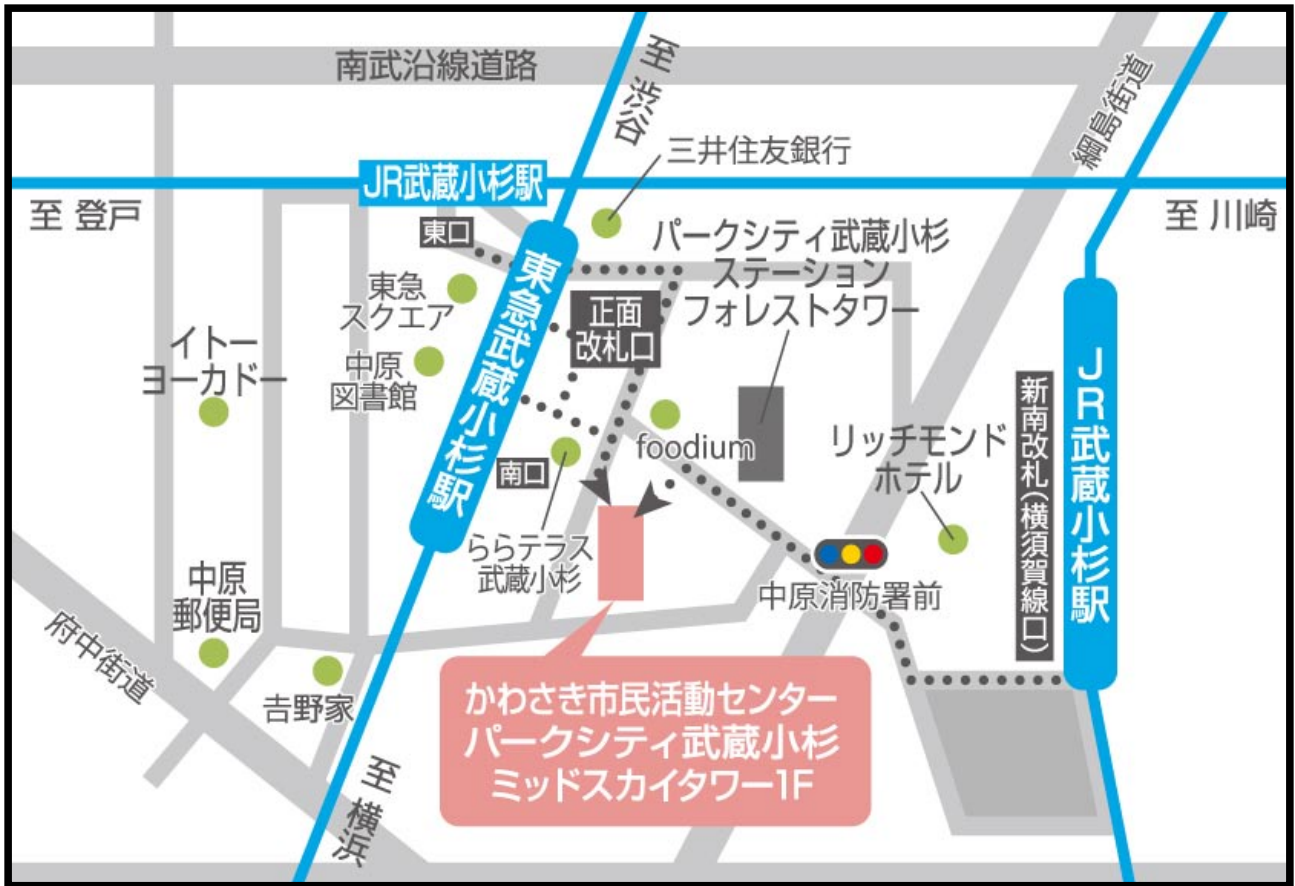 南武沿線道路
至 渋谷
綱島街道
三井住友銀行
JR武蔵小杉駅
至 登戸
至 川崎
東口
パークシティ武蔵小杉
ステーション
フォレストタワー
東急
スクエア
東急武蔵小杉駅
正面
改札口
イトー
ヨーカドー
中原
図書館
foodium
リッチモンド
ホテル
新南改札(横須賀線口)
JR武蔵小杉駅
南口
ららテラス
武蔵小杉
中原消防署前
中原
郵便局
府中街道
吉野家
至 横浜
かわさき市民活動センター
パークシティ武蔵小杉
ミッドスカイタワー1F